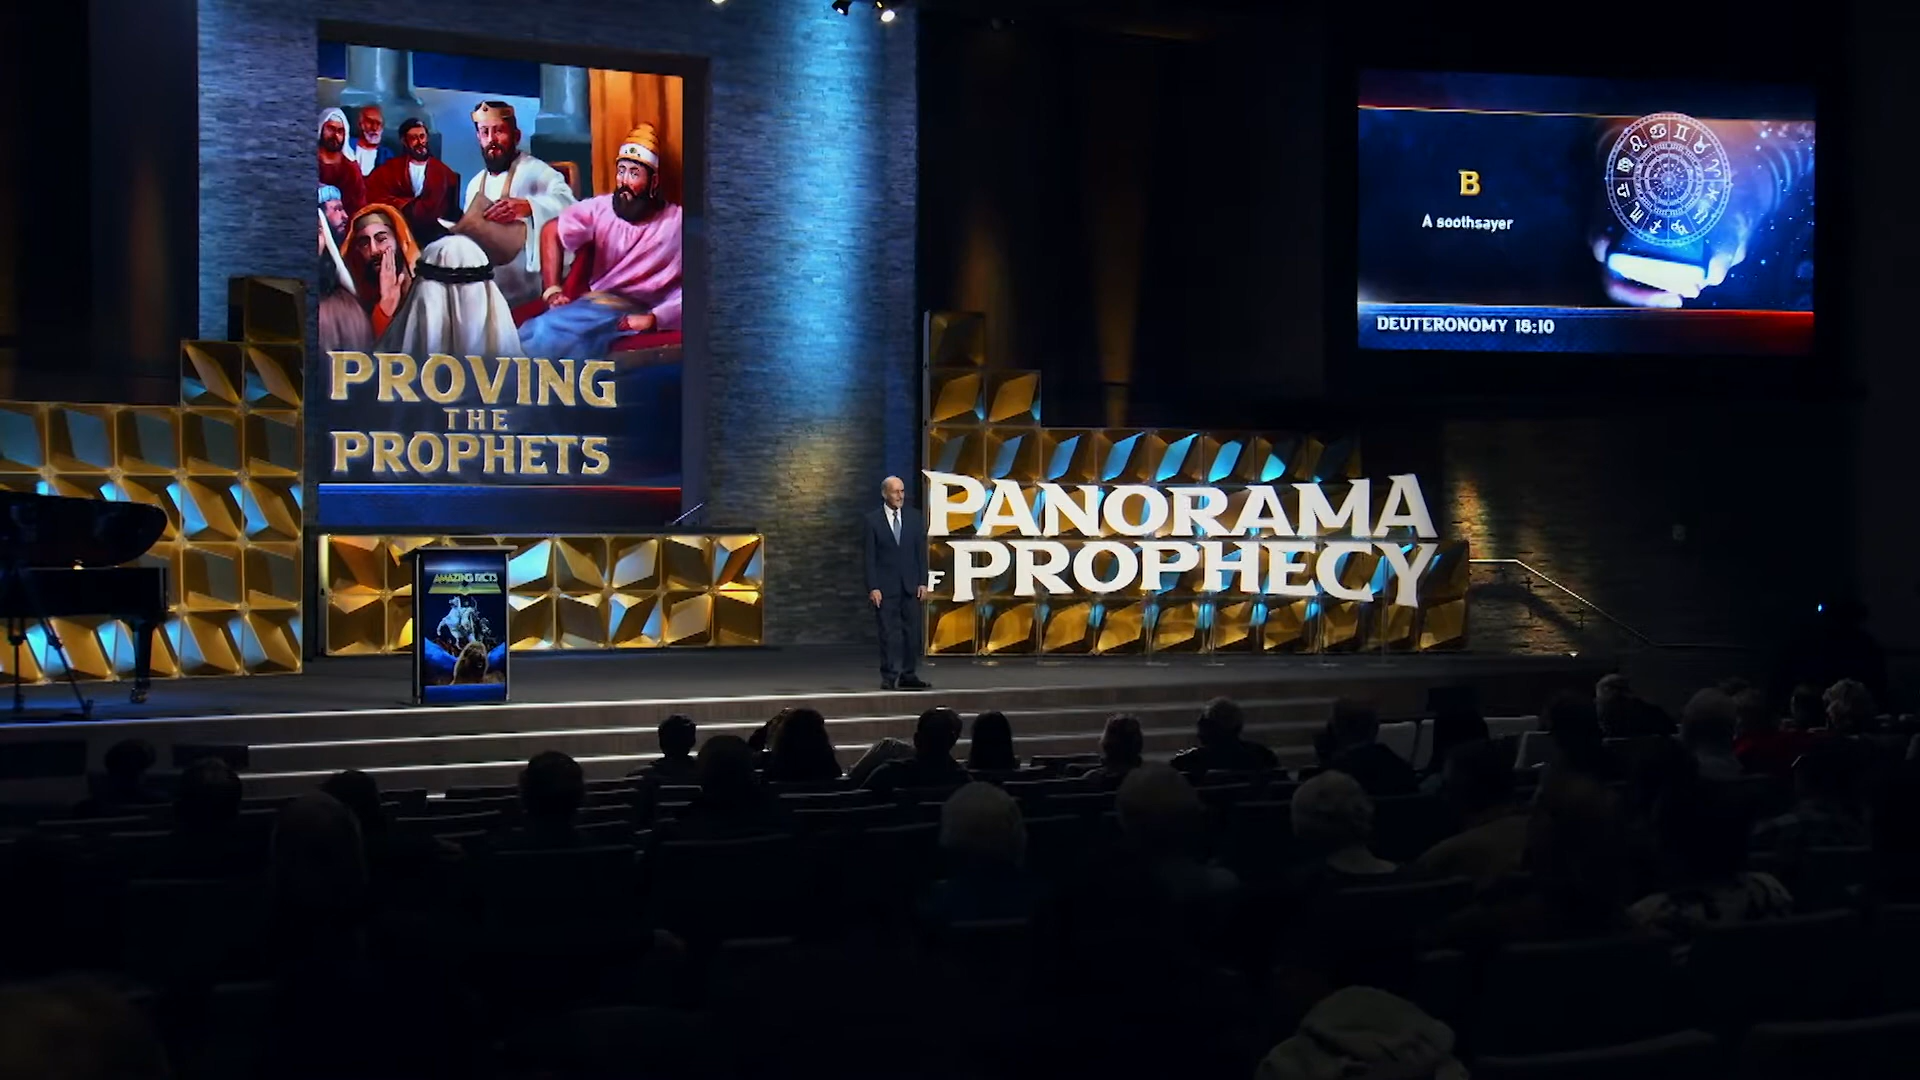 PROVING
THE
PROPHETS
AMAZING FACTS
PANORAMA
F PROPHECY
B
A soothsayer
DEUTERONOMY 18:10